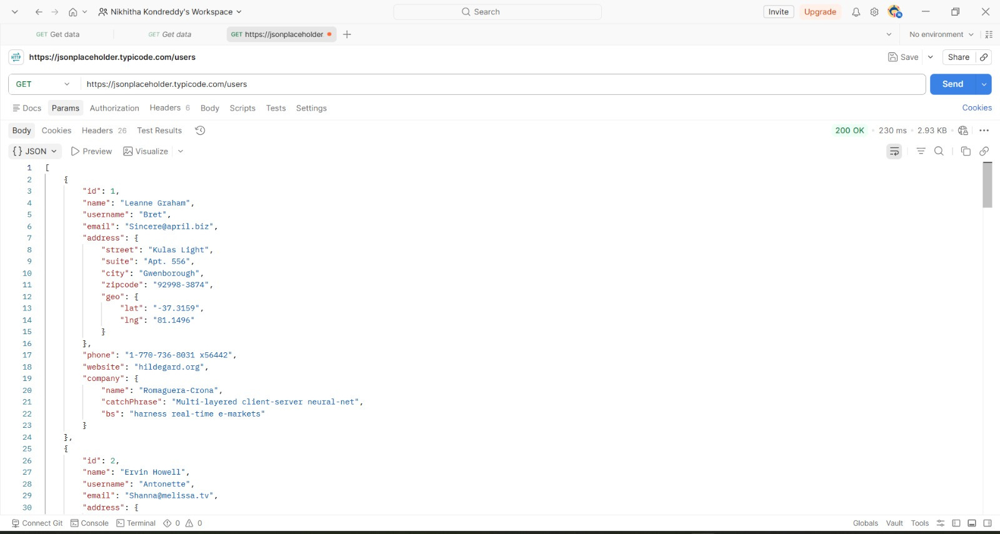 Nikhitha Kondreddy's Workspace
Search
Invite
Upgrade
GET Get data
GET Get data
GET https://jsonplaceholder.
No environment
HTTP https://jsonplaceholder.typicode.com/users
Save
Share
GET
https://jsonplaceholder.typicode.com/users
Send
Docs Params Authorization Headers 6 Body Scripts Tests Settings
Cookies
Body Cookies Headers 26 Test Results
200 OK • 230 ms • 2.93 KB
{} JSON Preview Visualize
1 [
2 {
3 "id": 1,
4 "name": "Leanne Graham",
5 "username": "Bret",
6 "email": "Sincere@april.biz",
7 "address": {
8 "street": "Kulas Light",
9 "suite": "Apt. 556",
10 "city": "Gwenborough",
11 "zipcode": "92998-3874",
12 "geo": {
13 "lat": "-37.3159",
14 "lng": "81.1496"
15 }
16 },
17 "phone": "1-770-736-8031 x56442",
18 "website": "hildegard.org",
19 "company": {
20 "name": "Romaguera-Crona",
21 "catchPhrase": "Multi-layered client-server neural-net",
22 "bs": "harness real-time e-markets"
23 }
24 },
25 {
26 "id": 2,
27 "name": "Ervin Howell",
28 "username": "Antonette",
29 "email": "Shanna@melissa.tv",
30 "address": {
Connect Git Console Terminal 0 0
Globals Vault Tools